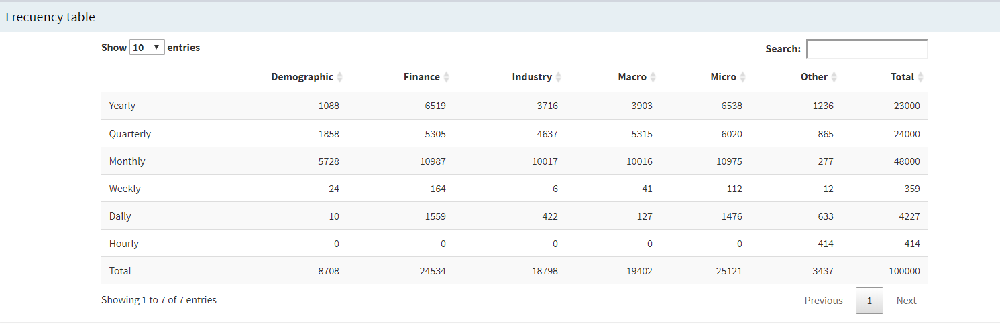 Frecuency table
Show 10 entries Search:
Demographic Finance Industry Macro Micro Other Total
Yearly 1088 6519 3716 3903 6538 1236 23000
Quarterly 1858 5305 4637 5315 6020 865 24000
Monthly 5728 10987 10017 10016 10975 277 48000
Weekly 24 164 6 41 112 12 359
Daily 10 1559 422 127 1476 633 4227
Hourly 0 0 0 0 0 414 414
Total 8708 24534 18798 19402 25121 3437 100000
Showing 1 to 7 of 7 entries Previous 1 Next